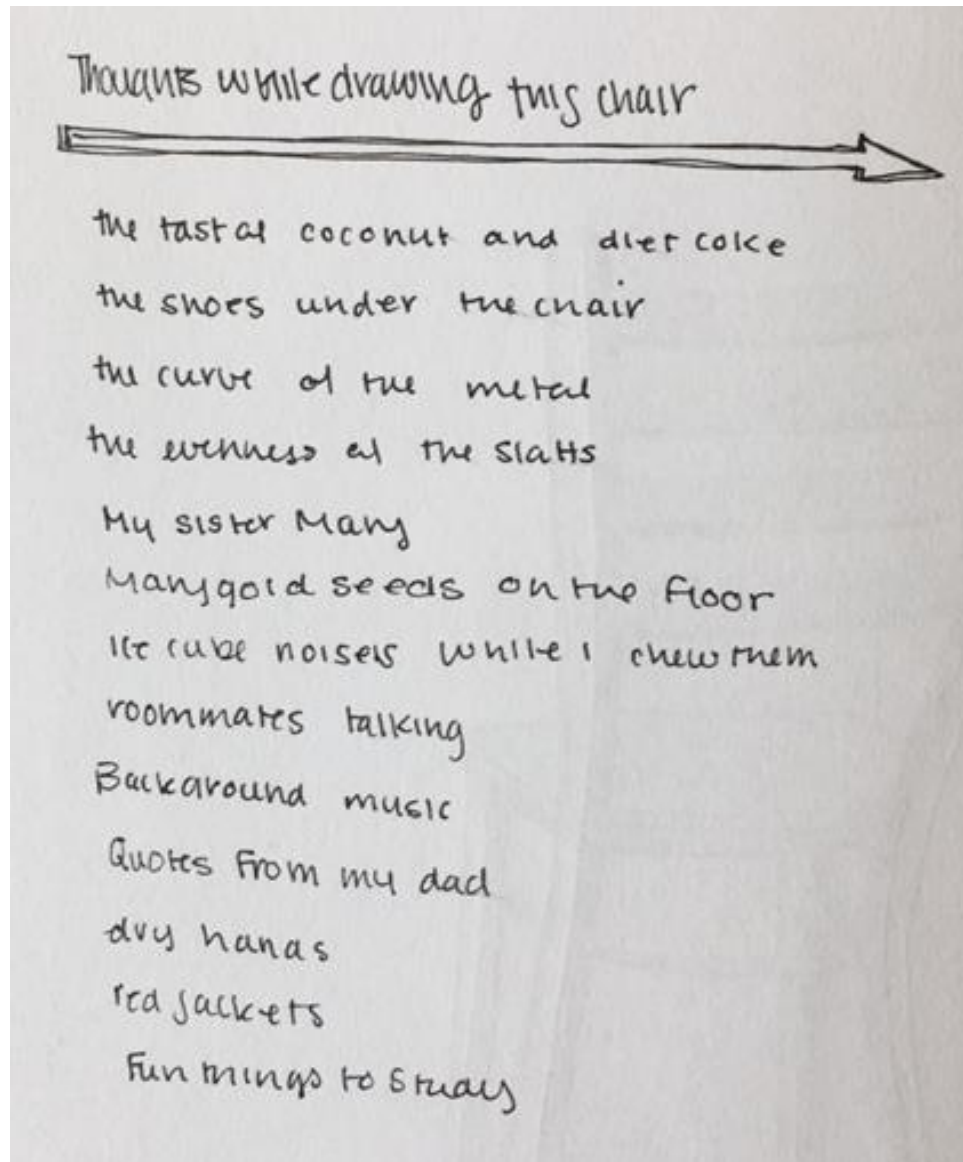 Thoughts while drawing this chair
the tast of coconut and diet coke
the shoes under the chair
the curve of the metal
the evenness of the slatts
My sister Mary
Marygold seeds on the floor
Ice cube noises while i chew them
roommates talking
Background music
Quotes from my dad
dry hands
red jackets
Fun things to study